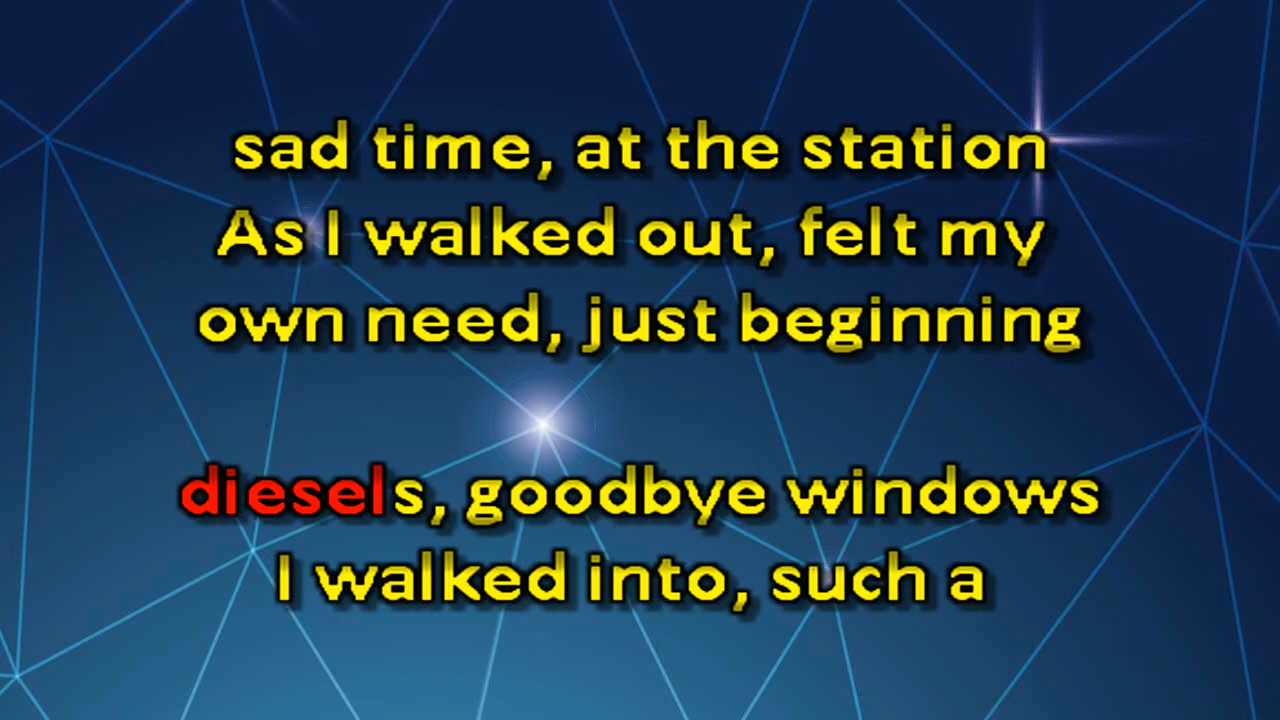 sad time, at the station
As I walked out, felt my
own need, just beginning
diesels, goodbye windows
I walked into, such a